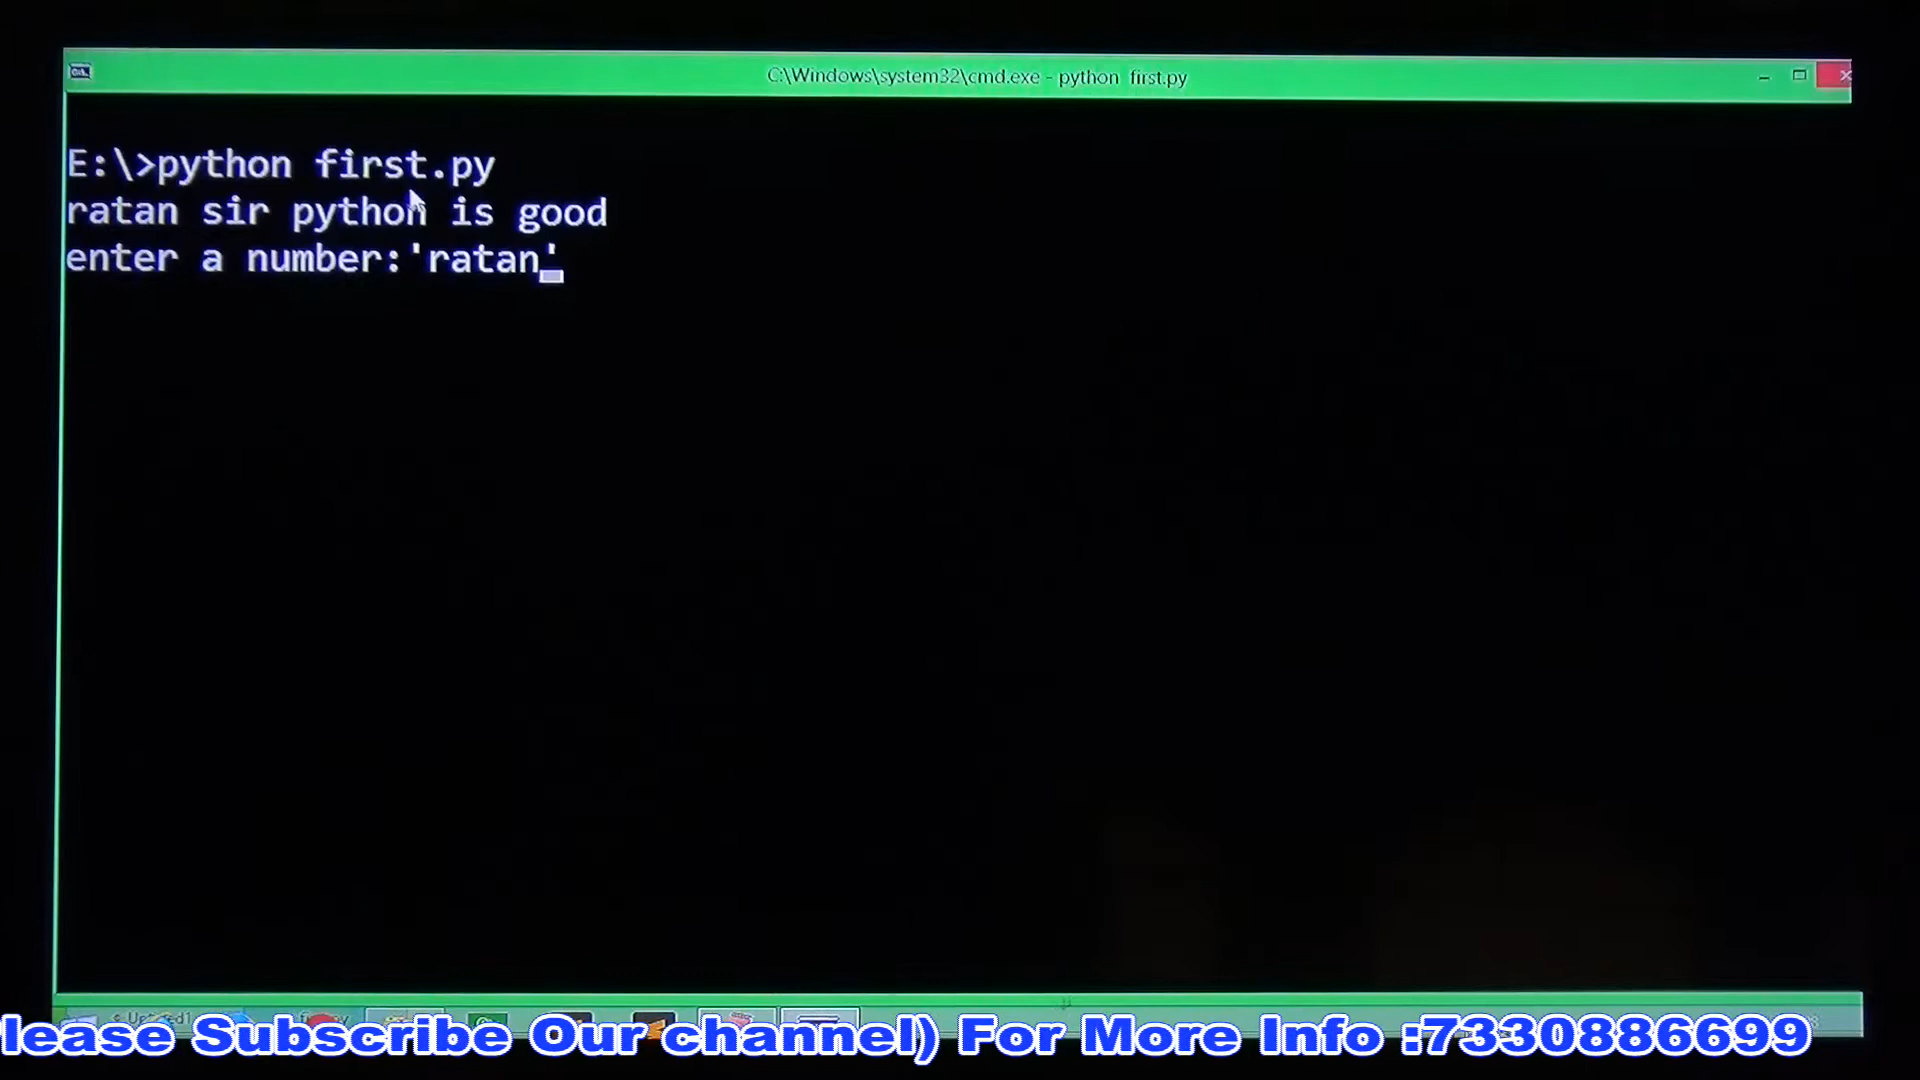 C:\Windows\system32\cmd.exe - python first.py
E:\>python first.py
ratan sir python is good
enter a number:'ratan'
lease Subscribe Our channel) For More Info :7330886699